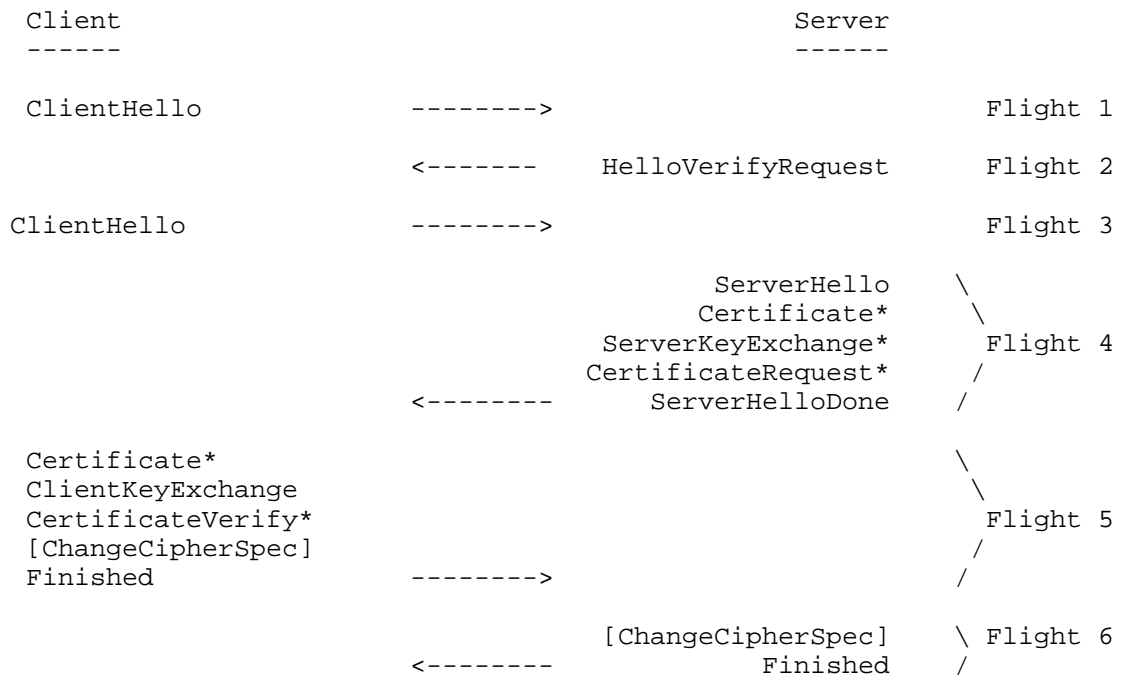 Client                                          Server
------                                          ------
ClientHello             -------->                           Flight 1
                        <-------    HelloVerifyRequest      Flight 2
ClientHello              -------->                           Flight 3
                                           ServerHello    \
                                          Certificate*     \
                                    ServerKeyExchange*      Flight 4
                                   CertificateRequest*     /
                        <--------      ServerHelloDone    /
Certificate*                                              \
ClientKeyExchange                                          \
CertificateVerify*                                          Flight 5
[ChangeCipherSpec]                                         /
Finished                -------->                         /
                                    [ChangeCipherSpec]    \ Flight 6
                        <--------             Finished    /